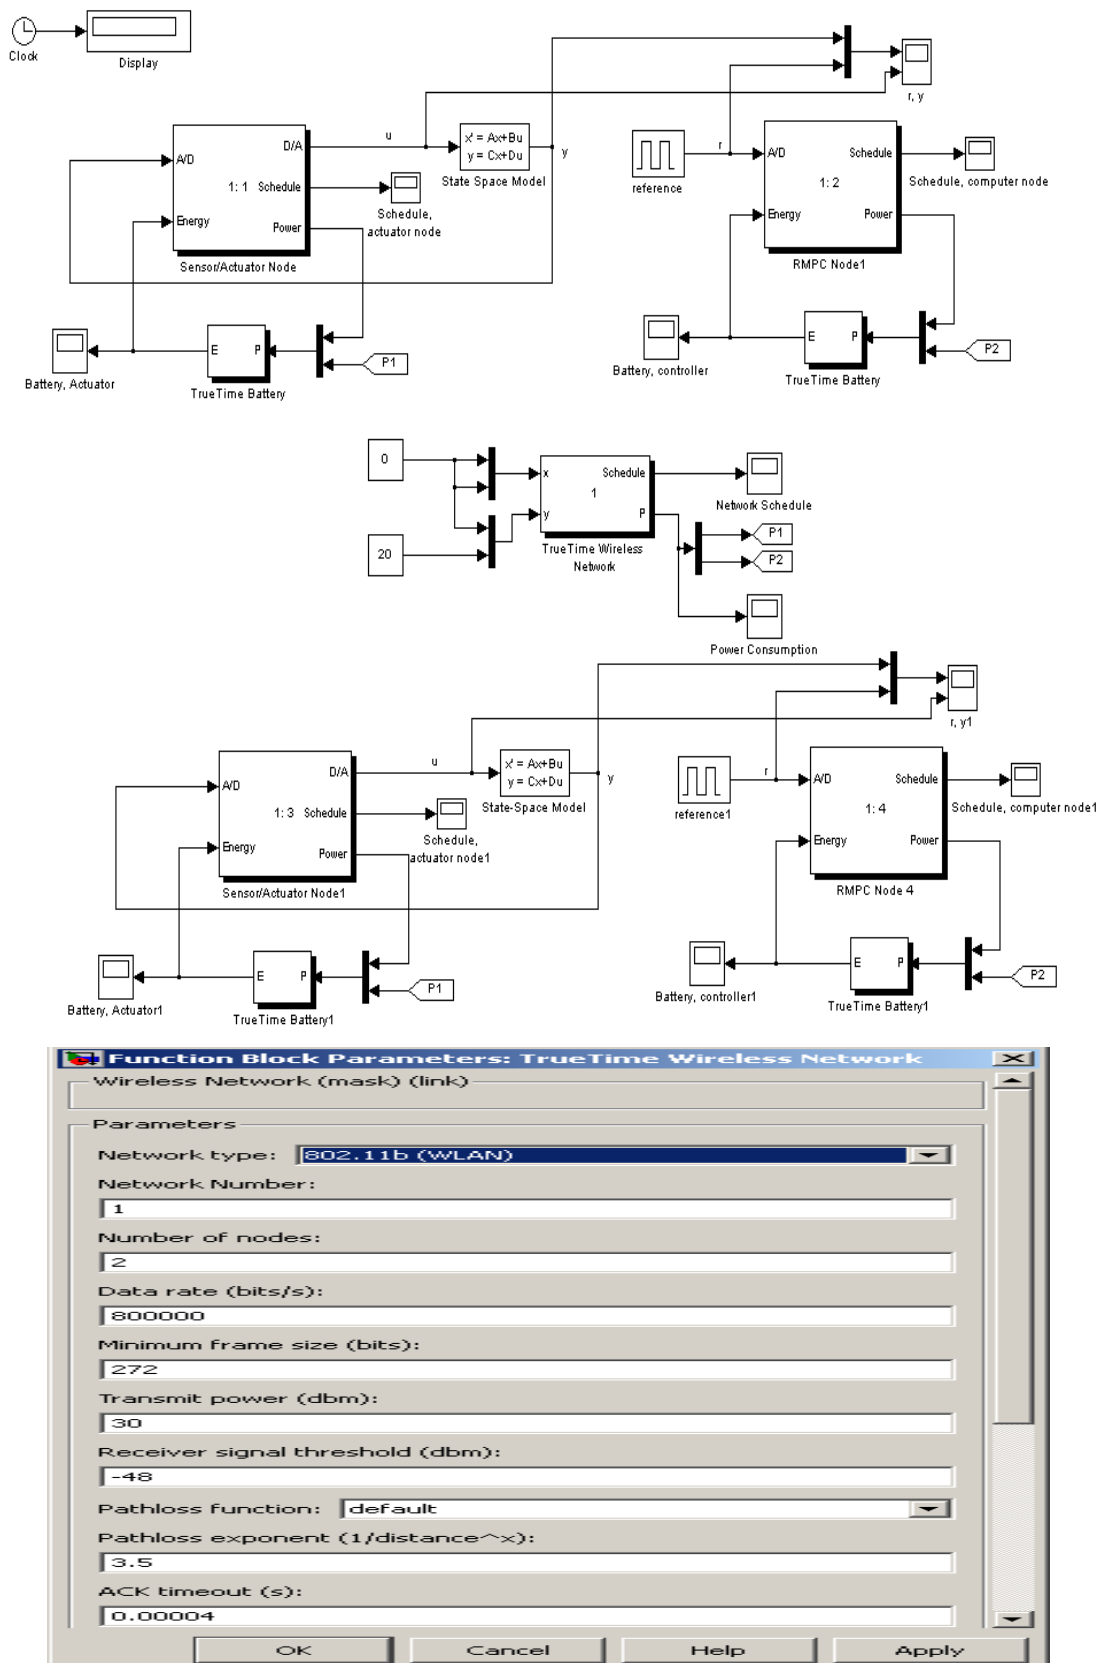 Clock
Display
r, y
D/A
u
x' = Ax+Bu
y = Cx+Du
y
A/D
1: 1
Schedule
State Space Model
Energy
Power
Schedule,
actuator node
Sensor/Actuator Node
reference
r
A/D
Schedule
1: 2
Schedule, computer node
Energy
Power
RMPC Node1
E
P
P1
Battery, Actuator
TrueTime Battery
E
P
P2
Battery, controller
TrueTime Battery
0
20
x
Schedule
1
y
P
TrueTime Wireless
Network
Network Schedule
P1
P2
Power Consumption
r, y1
D/A
u
x' = Ax+Bu
y = Cx+Du
y
A/D
1: 3
Schedule
State-Space Model
Energy
Power
Schedule,
actuator node1
Sensor/Actuator Node1
reference1
r
A/D
Schedule
1: 4
Schedule, computer node1
Energy
Power
RMPC Node 4
E
P
P1
Battery, Actuator1
TrueTime Battery1
E
P
P2
Battery, controller1
TrueTime Battery1
Function Block Parameters: TrueTime Wireless Network
Wireless Network (mask) (link)
Parameters
Network type: 802.11b (WLAN)
Network Number:
1
Number of nodes:
2
Data rate (bits/s):
800000
Minimum frame size (bits):
272
Transmit power (dbm):
30
Receiver signal threshold (dbm):
-48
Pathloss function: default
Pathloss exponent (1/distance^x):
3.5
ACK timeout (s):
0.00004
OK Cancel Help Apply